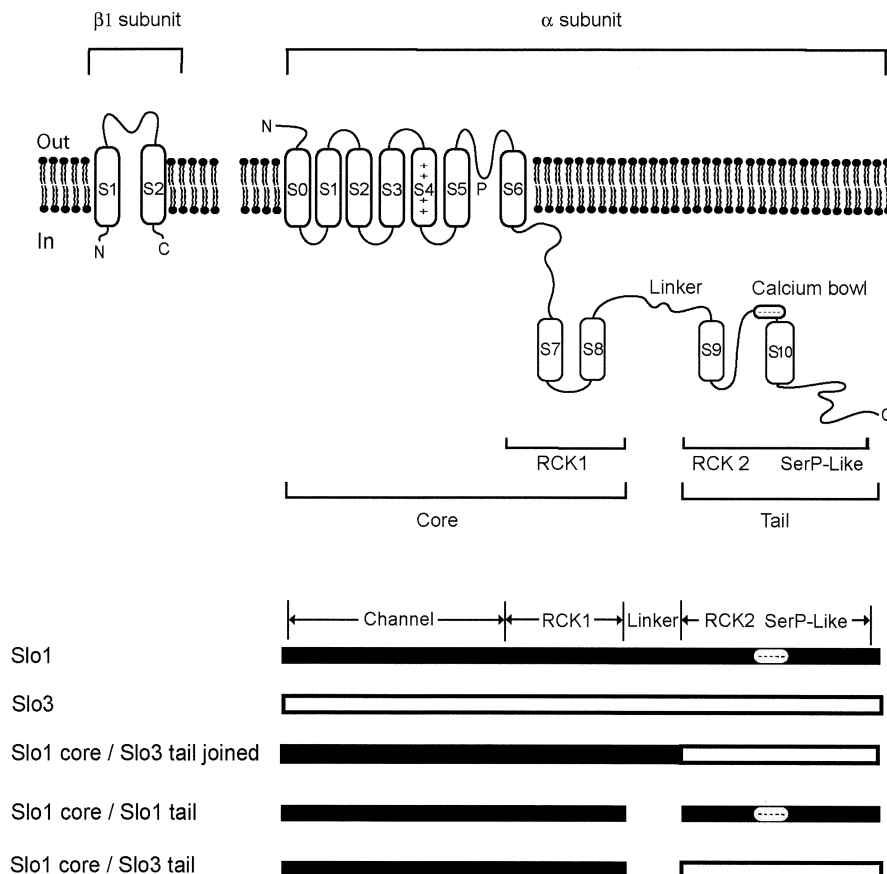 β1 subunit
α subunit
Out
In
N
S1
S2
N
C
S0
S1
S2
S3
+
+
S4
+
+
S5
P
S6
S7
S8
Linker
Calcium bowl
-----
S9
S10
C
RCK1
RCK 2
SerP-Like
Core
Tail
Channel
RCK1
Linker
RCK2
SerP-Like
Slo1
-----
Slo3
Slo1 core / Slo3 tail joined
Slo1 core / Slo1 tail
-----
Slo1 core / Slo3 tail